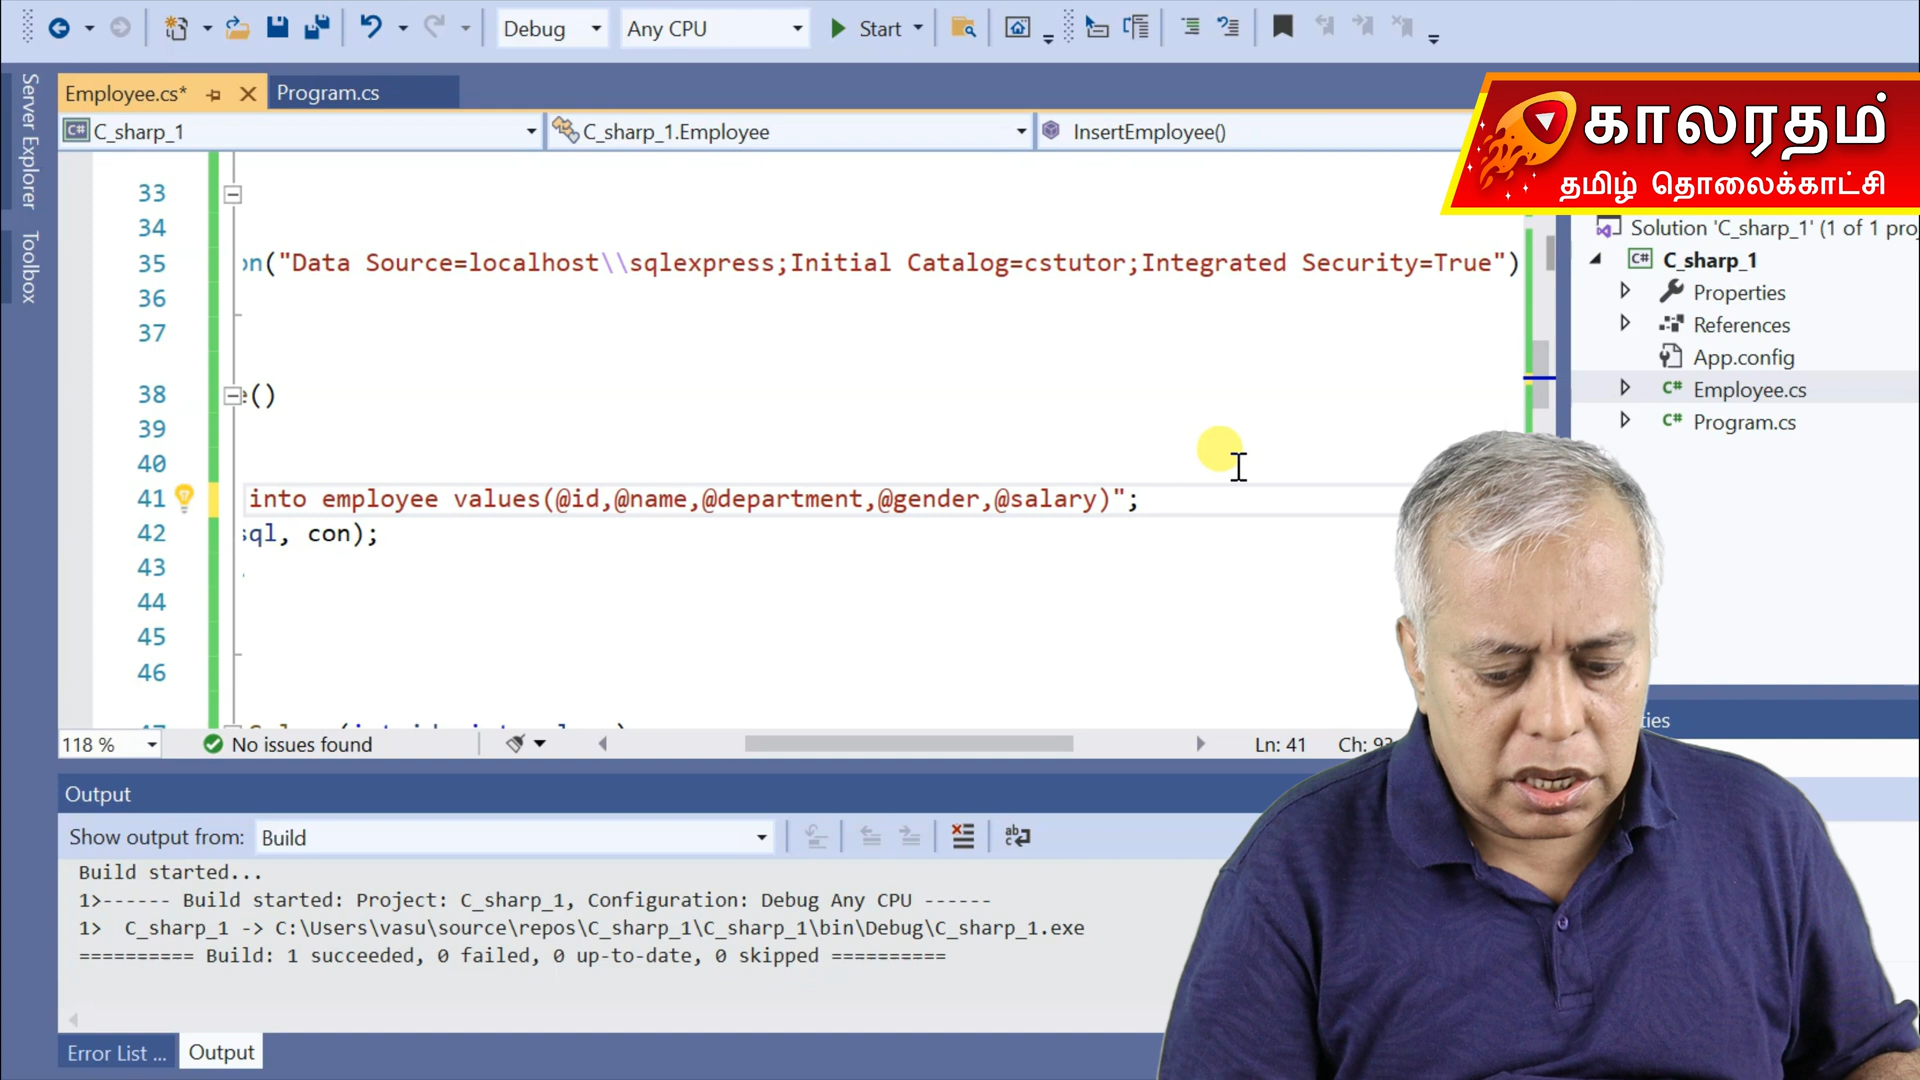 Debug
Any CPU
Start
Employee.cs*
Program.cs
C_sharp_1
C_sharp_1.Employee
InsertEmployee()
காலரதம்
தமிழ் தொலைக்காட்சி
Server Explorer
Toolbox
33
34
35 on("Data Source=localhost\\sqlexpress;Initial Catalog=cstutor;Integrated Security=True")
36
37
38 e()
39
40
41 into employee values(@id,@name,@department,@gender,@salary)";
42 sql, con);
43
44
45
46
Solution 'C_sharp_1' (1 of 1 proj
C# C_sharp_1
Properties
References
App.config
C# Employee.cs
C# Program.cs
ties
118 %
No issues found
Ln: 41
Ch: 93
Output
Show output from: Build
Build started...
1>------ Build started: Project: C_sharp_1, Configuration: Debug Any CPU ------
1>  C_sharp_1 -> C:\Users\vasu\source\repos\C_sharp_1\C_sharp_1\bin\Debug\C_sharp_1.exe
========== Build: 1 succeeded, 0 failed, 0 up-to-date, 0 skipped ==========
Error List ...
Output